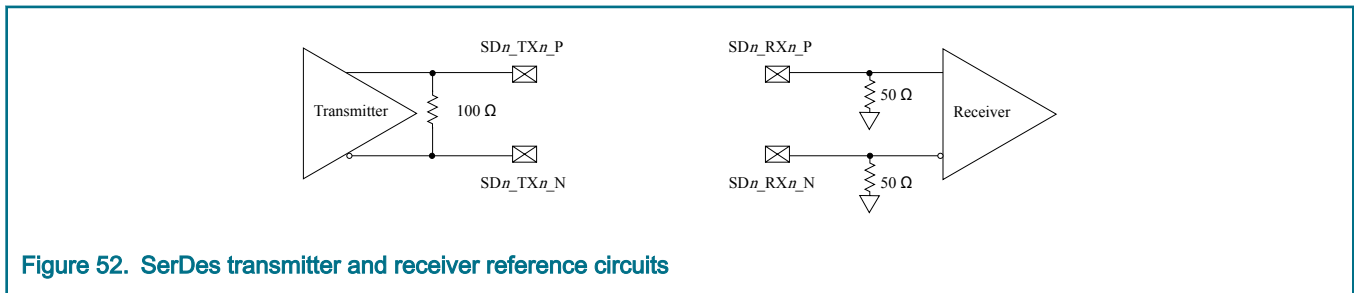 SDn_TXn_P
Transmitter
100 Ω
SDn_TXn_N
SDn_RXn_P
50 Ω
Receiver
SDn_RXn_N
50 Ω
Figure 52. SerDes transmitter and receiver reference circuits